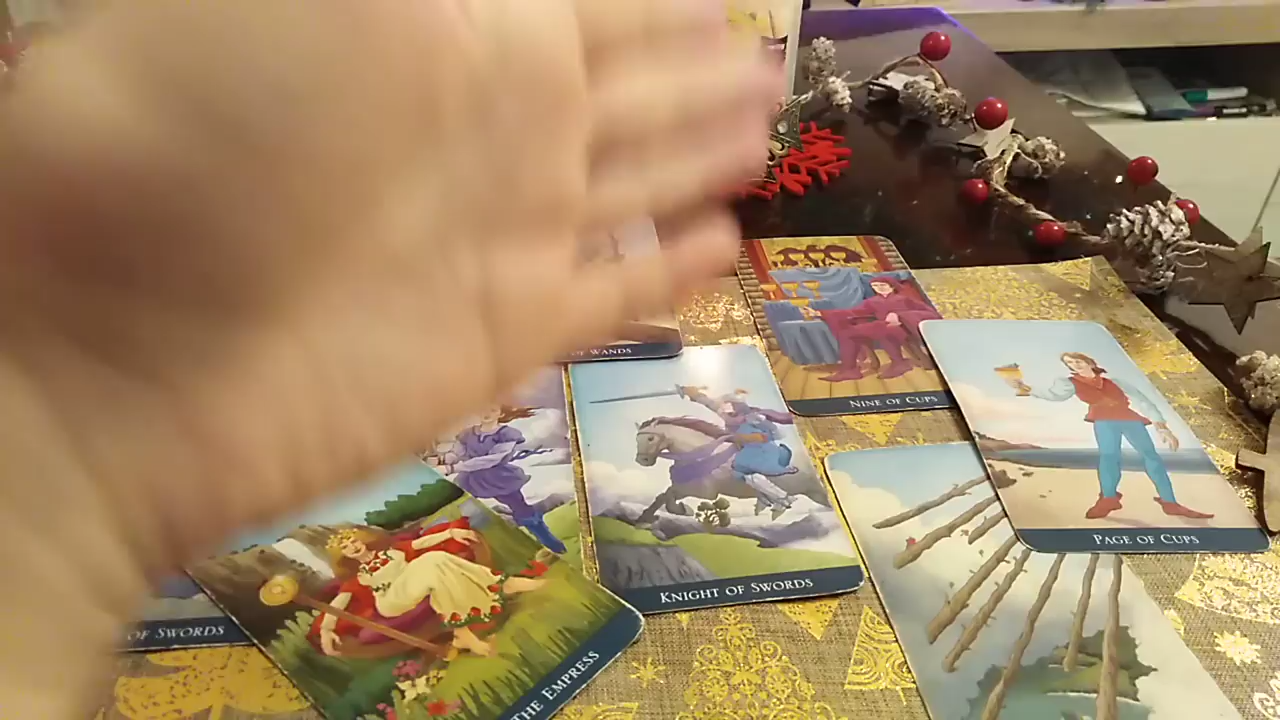 OF WANDS
NINE OF CUPS
PAGE OF CUPS
KNIGHT OF SWORDS
OF SWORDS
THE EMPRESS